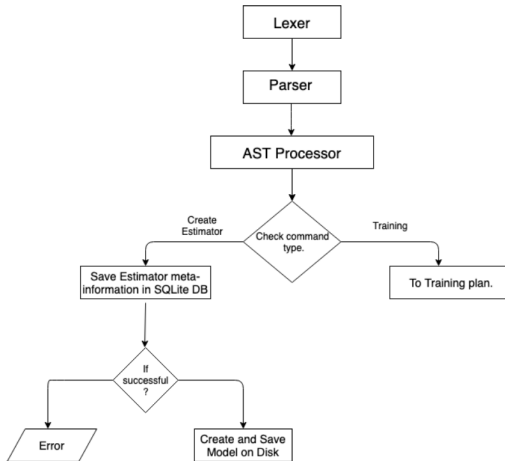 Lexer
Parser
AST Processor
Create
Estimator
Check command
type.
Training
Save Estimator meta-
information in SQLite DB
To Training plan.
If
successful
?
Error
Create and Save
Model on Disk